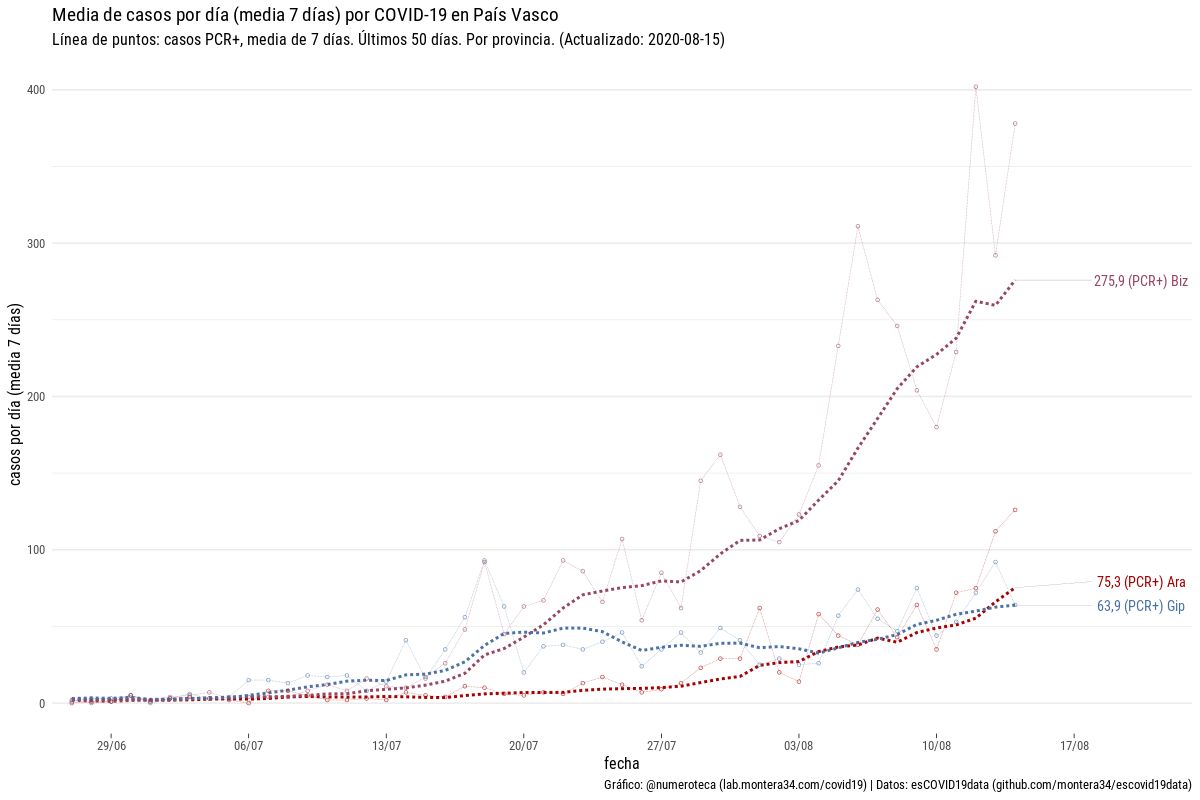 Media de casos por día (media 7 días) por COVID-19 en País Vasco
Línea de puntos: casos PCR+, media de 7 días. Últimos 50 días. Por provincia. (Actualizado: 2020-08-15)
casos por día (media 7 días)
400
300
200
100
0
275,9 (PCR+) Biz
75,3 (PCR+) Ara
63,9 (PCR+) Gip
29/06 06/07 13/07 20/07 27/07 03/08 10/08 17/08
fecha
Gráfico: @numeroteca (lab.montera34.com/covid19) | Datos: esCOVID19data (github.com/montera34/escovid19data)